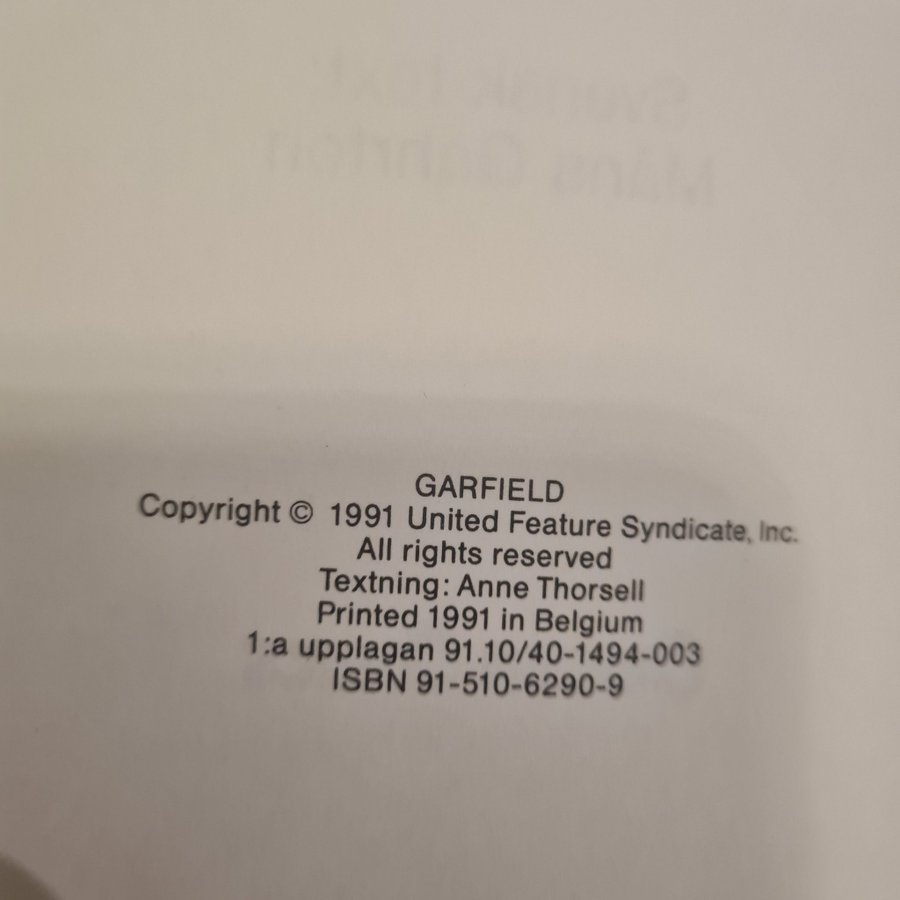 GARFIELD
Copyright © 1991 United Feature Syndicate, Inc.
All rights reserved
Textning: Anne Thorsell
Printed 1991 in Belgium
1:a upplagan 91.10/40-1494-003
ISBN 91-510-6290-9